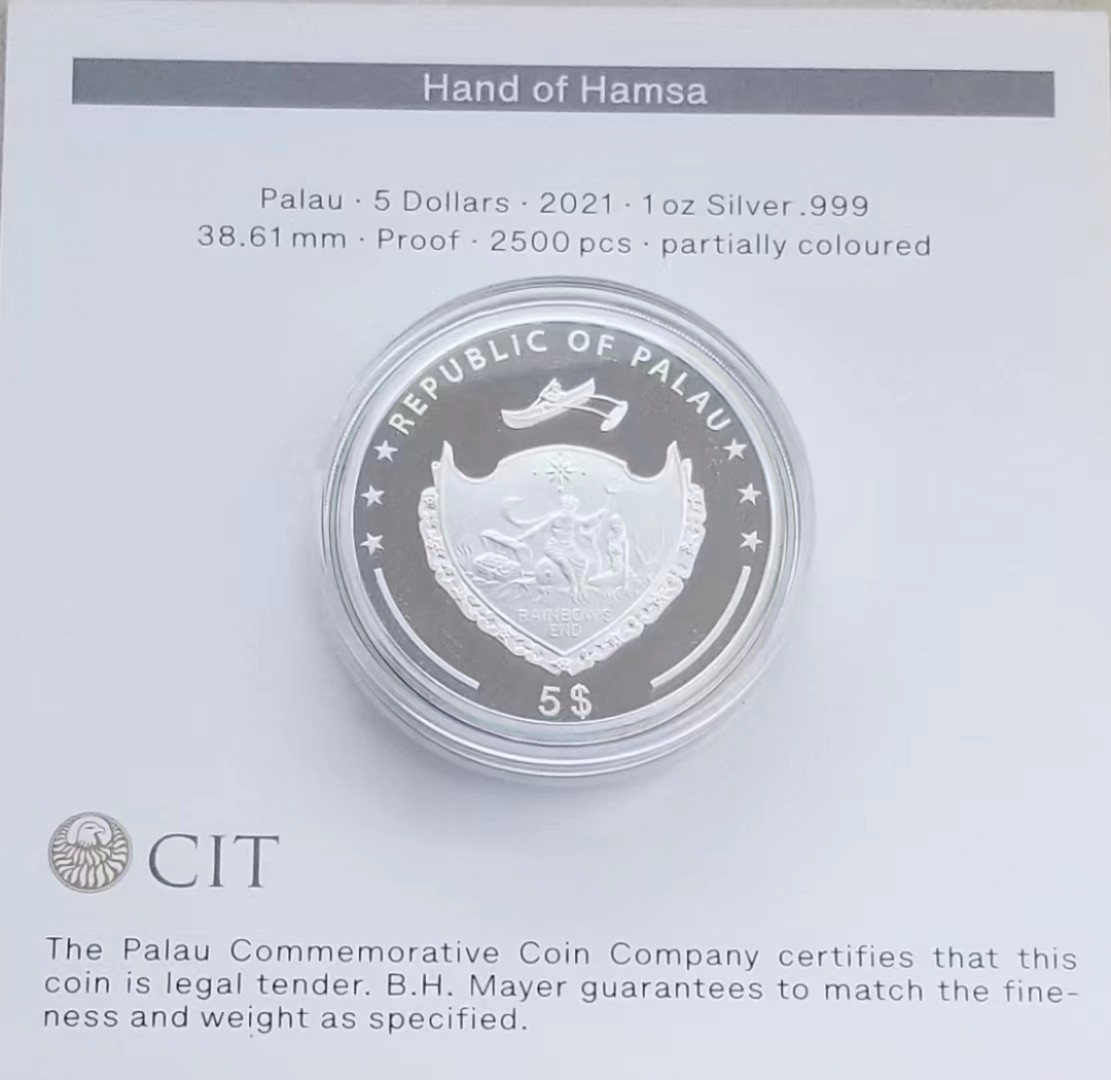 Hand of Hamsa
Palau · 5 Dollars · 2021 · 1 oz Silver .999
38.61 mm · Proof · 2500 pcs · partially coloured
REPUBLIC OF PALAU
RAINBOW'S
END
5 $
CIT
The Palau Commemorative Coin Company certifies that this
coin is legal tender. B.H. Mayer guarantees to match the fine-
ness and weight as specified.